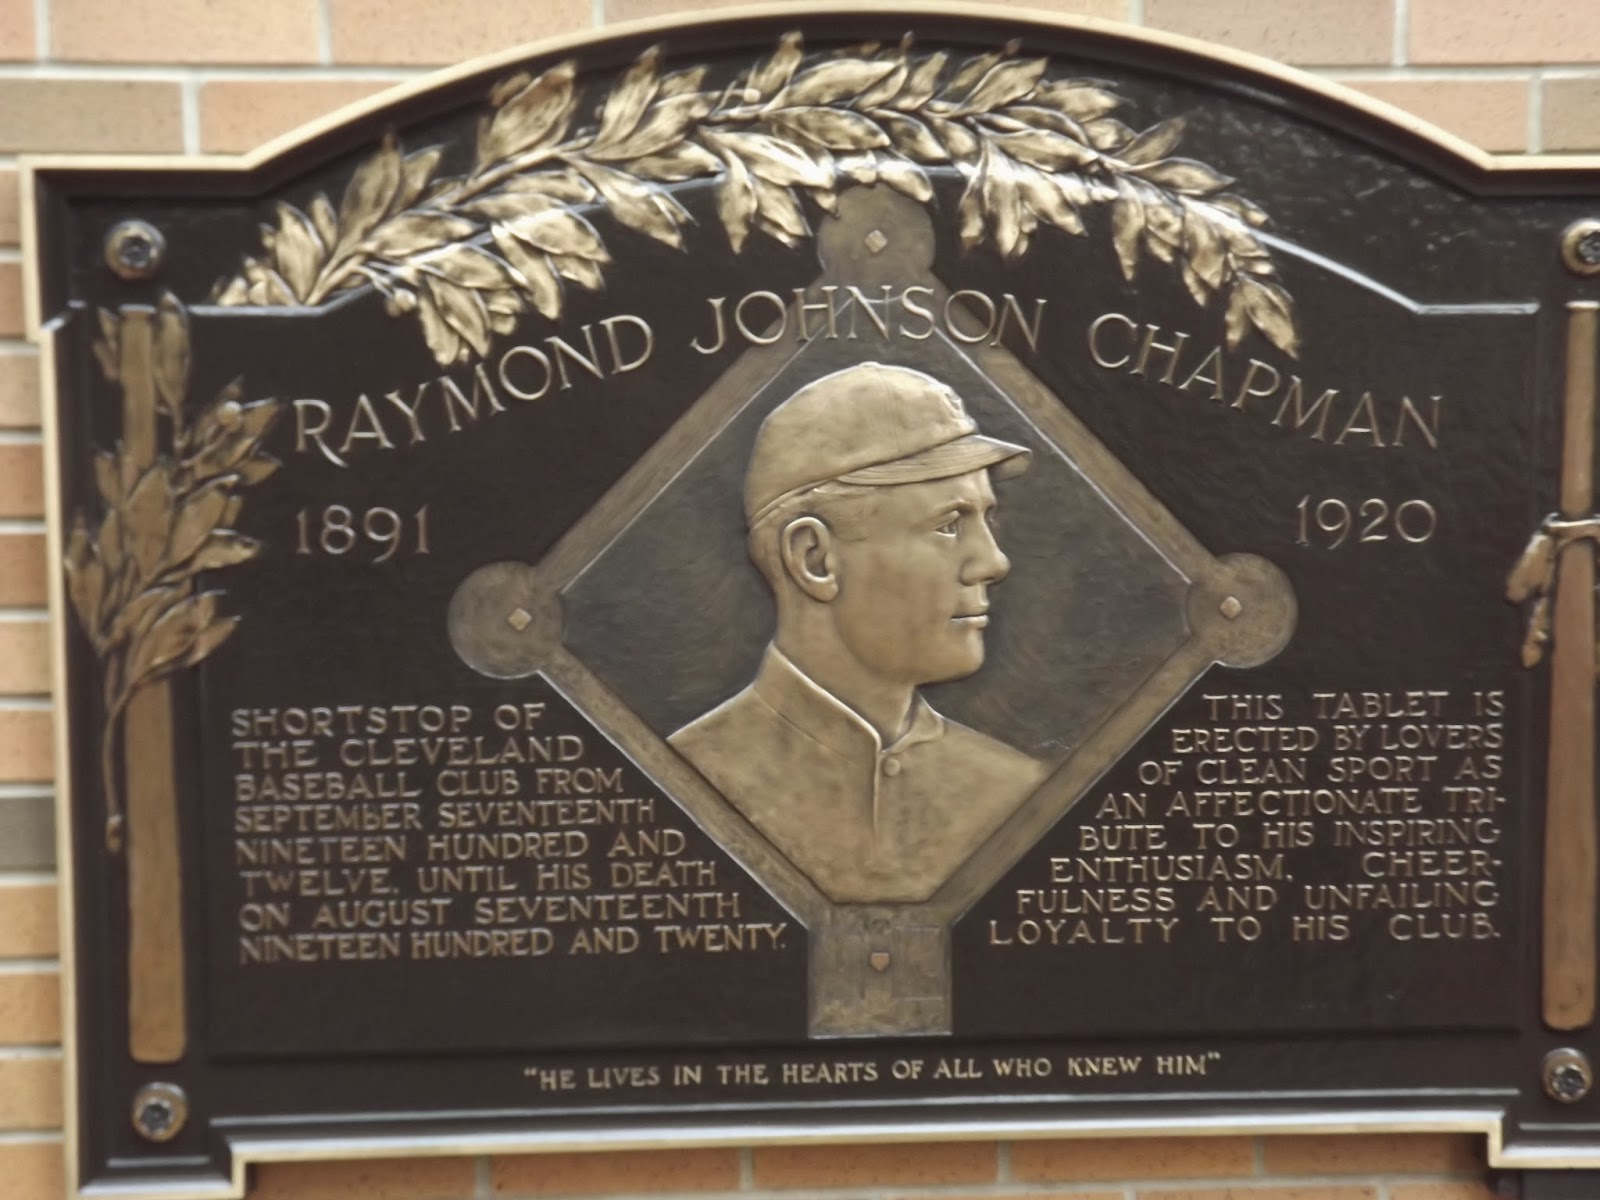 RAYMOND JOHNSON CHAPMAN
1891
1920
SHORTSTOP OF
THE CLEVELAND
BASEBALL CLUB FROM
SEPTEMBER SEVENTEENTH
NINETEEN HUNDRED AND
TWELVE, UNTIL HIS DEATH
ON AUGUST SEVENTEENTH
NINETEEN HUNDRED AND TWENTY.
THIS TABLET IS
ERECTED BY LOVERS
OF CLEAN SPORT AS
AN AFFECTIONATE TRI-
BUTE TO HIS INSPIRING
ENTHUSIASM, CHEER-
FULNESS AND UNFAILING
LOYALTY TO HIS CLUB.
"HE LIVES IN THE HEARTS OF ALL WHO KNEW HIM"